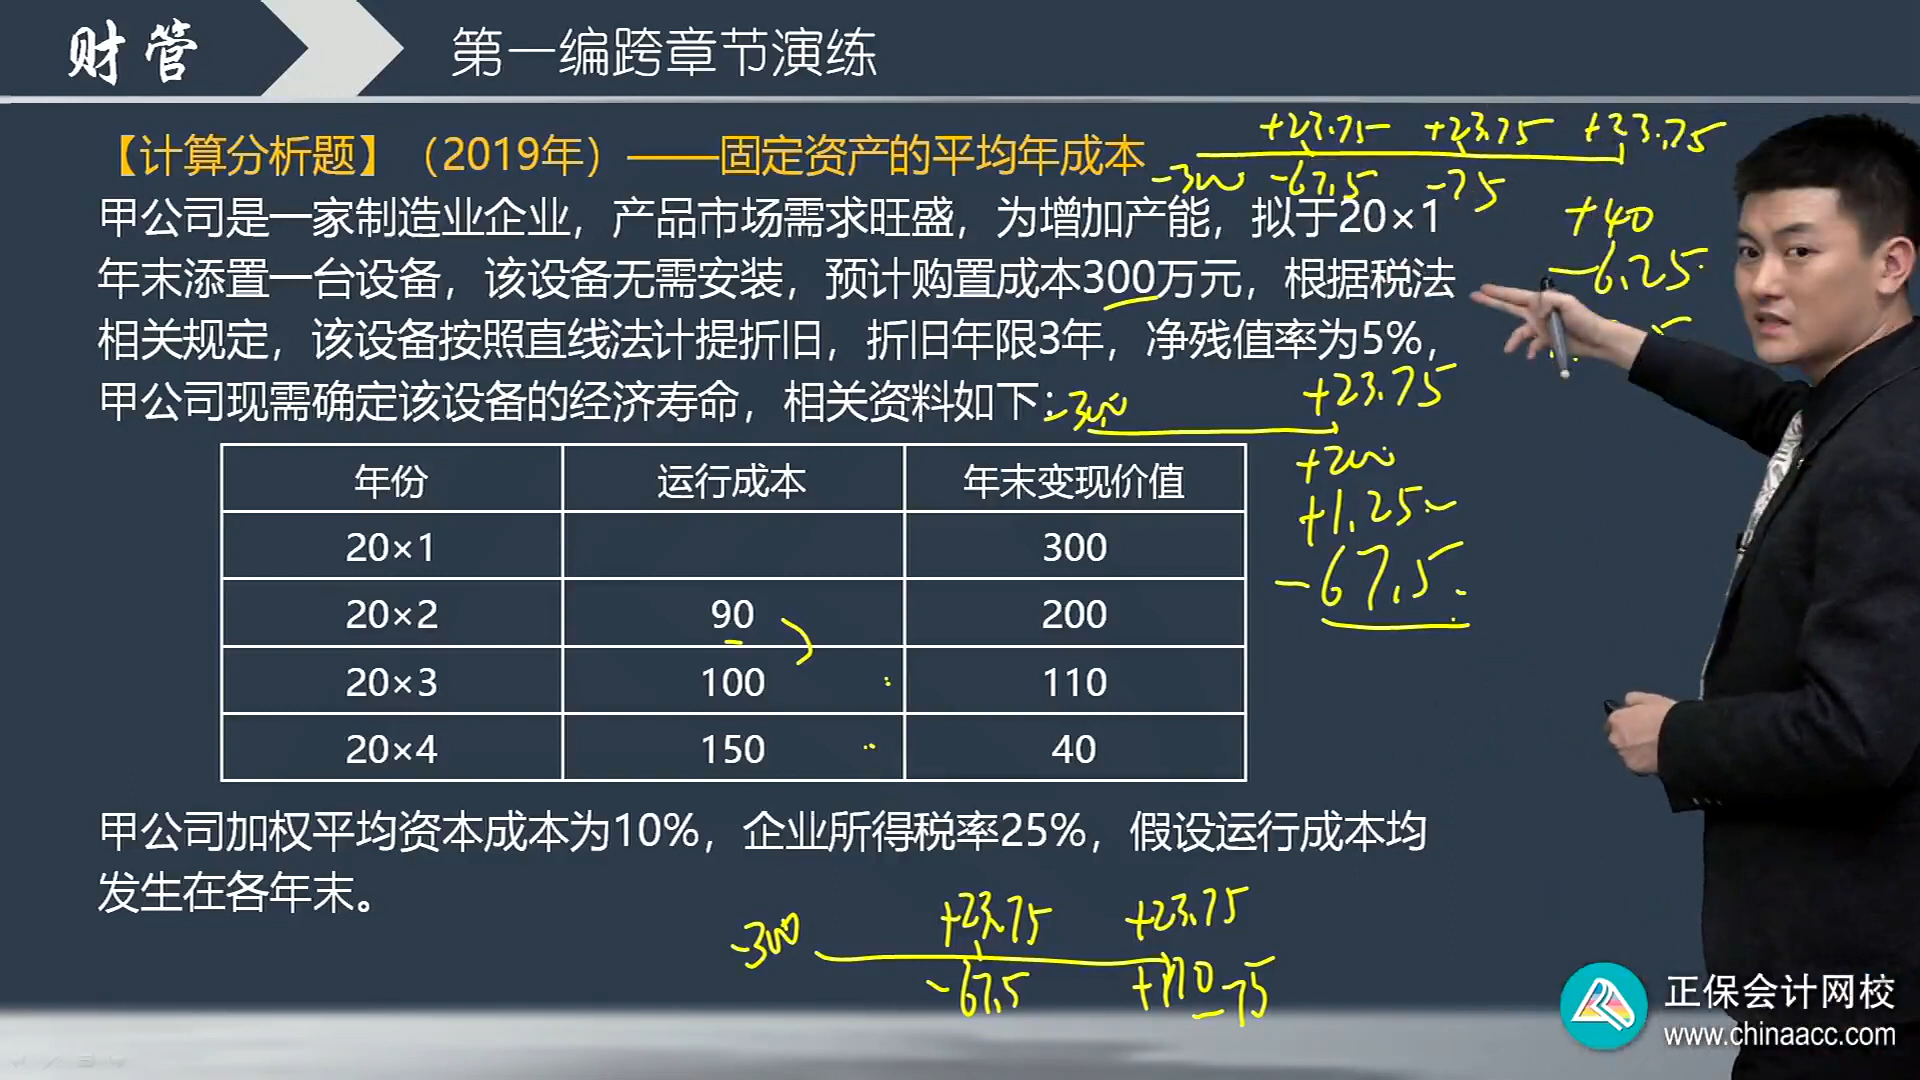 财管
第一编跨章节演练
【计算分析题】（2019年）——固定资产的平均年成本
+23.75 +23.75 +23.75
-300 -67.5 -75
甲公司是一家制造业企业，产品市场需求旺盛，为增加产能，拟于20×1
+40
年末添置一台设备，该设备无需安装，预计购置成本300万元，根据税法
-6.25
相关规定，该设备按照直线法计提折旧，折旧年限3年，净残值率为5%，
甲公司现需确定该设备的经济寿命，相关资料如下：
-300 +23.75
+200
+1.25
-67.5
年份 运行成本 年末变现价值
20×1 300
20×2 90 200
20×3 100 110
20×4 150 40
甲公司加权平均资本成本为10%，企业所得税率25%，假设运行成本均
发生在各年末。
-300 +23.75 +23.75
-67.5 +110 -75
正保会计网校
www.chinaacc.com